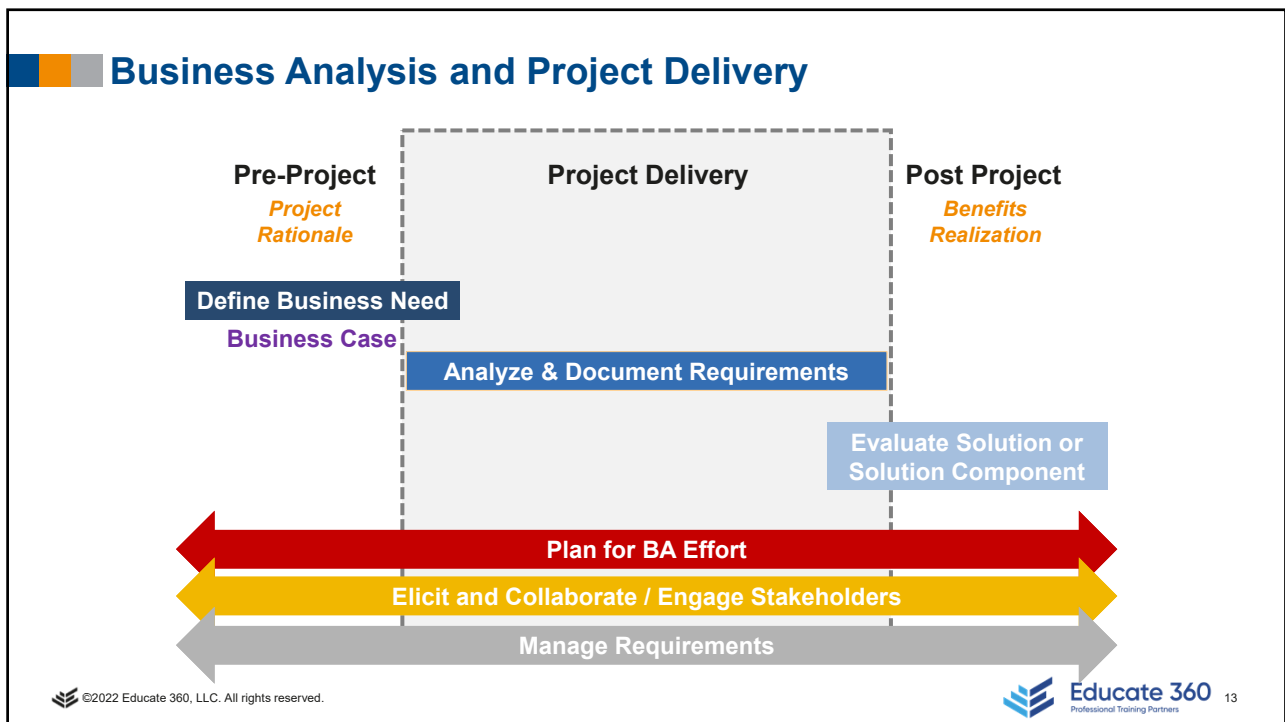 Business Analysis and Project Delivery
Pre-Project
Project
Rationale
Project Delivery
Post Project
Benefits
Realization
Define Business Need
Business Case
Analyze & Document Requirements
Evaluate Solution or
Solution Component
Plan for BA Effort
Elicit and Collaborate / Engage Stakeholders
Manage Requirements
©2022 Educate 360, LLC. All rights reserved.
Educate 360
Professional Training Partners
13